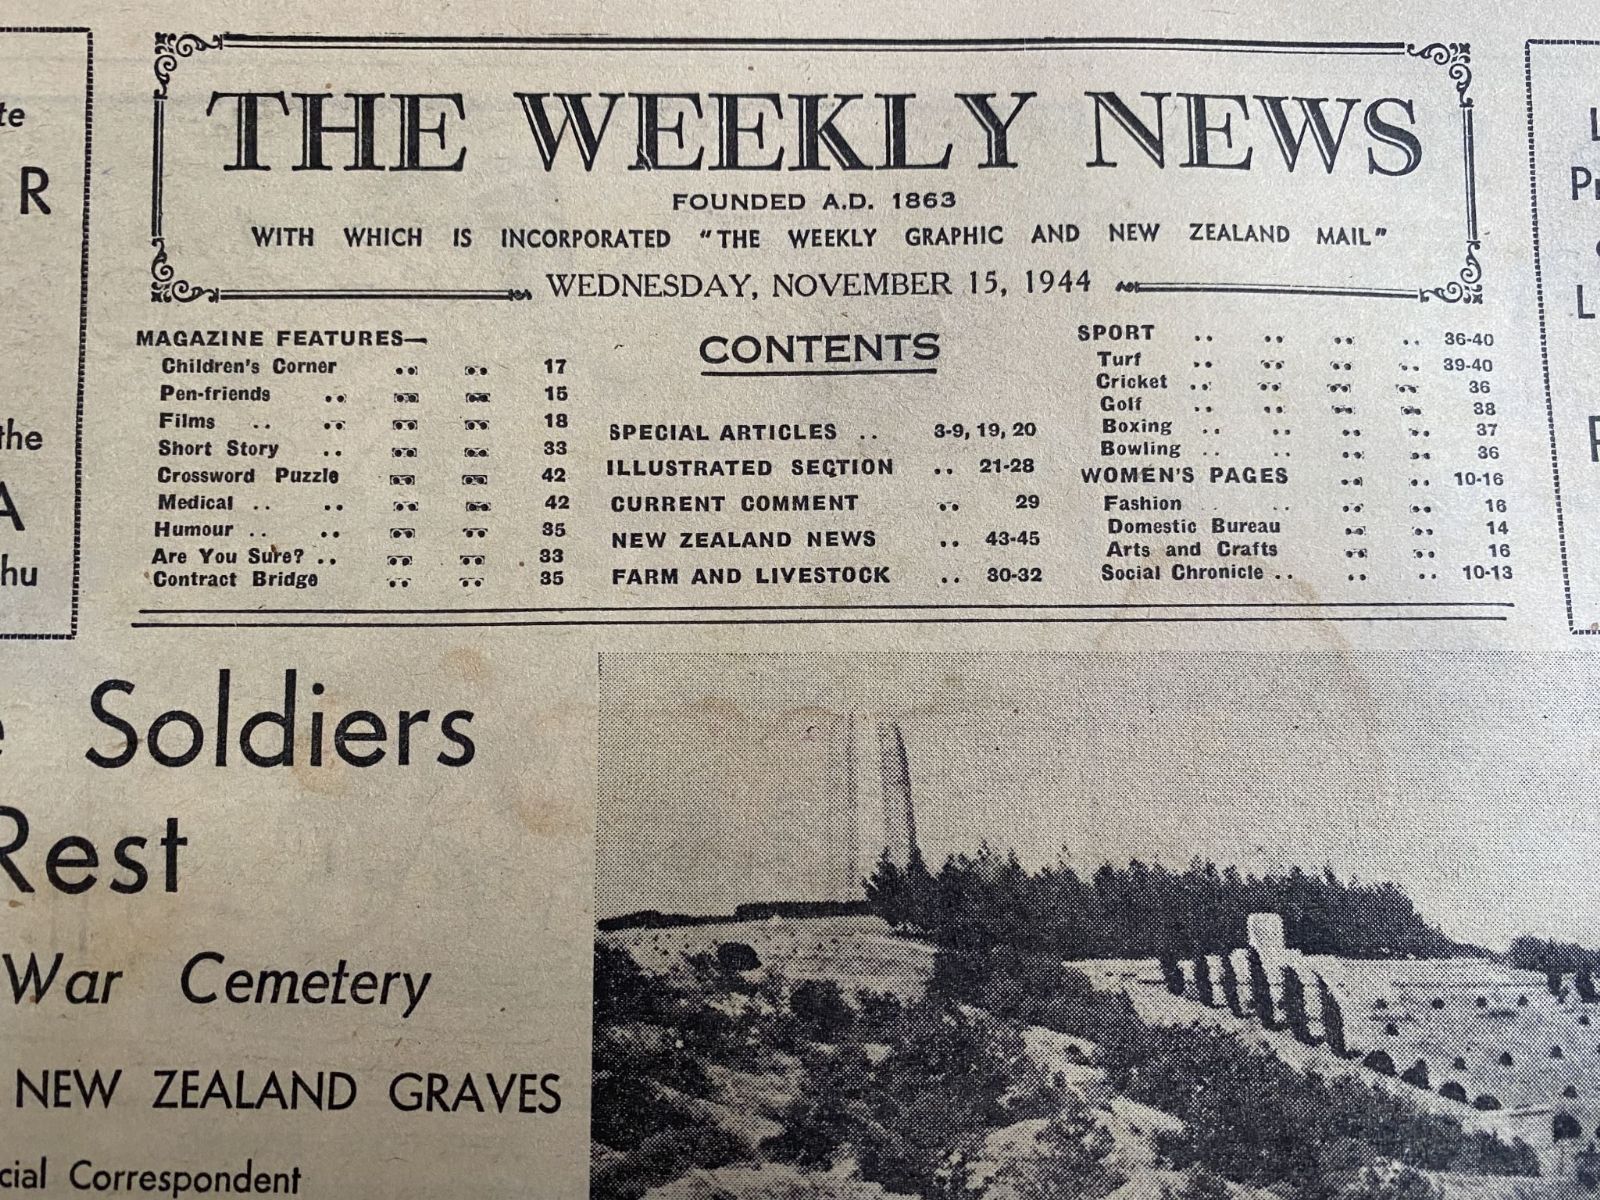 THE WEEKLY NEWS
FOUNDED A.D. 1863
WITH WHICH IS INCORPORATED "THE WEEKLY GRAPHIC AND NEW ZEALAND MAIL"
WEDNESDAY, NOVEMBER 15, 1944
MAGAZINE FEATURES—
Children's Corner .. .. 17
Pen-friends .. .. .. 15
Films .. .. .. .. 18
Short Story .. .. .. 33
Crossword Puzzle .. .. 42
Medical .. .. .. .. 42
Humour .. .. .. .. 35
Are You Sure? .. .. .. 33
Contract Bridge .. .. 35
CONTENTS
SPECIAL ARTICLES .. 3-9, 19, 20
ILLUSTRATED SECTION .. 21-28
CURRENT COMMENT .. 29
NEW ZEALAND NEWS .. 43-45
FARM AND LIVESTOCK .. 30-32
SPORT .. .. .. .. 36-40
Turf .. .. .. .. 39-40
Cricket .. .. .. .. 36
Golf .. .. .. .. 38
Boxing .. .. .. .. 37
Bowling .. .. .. .. 36
WOMEN'S PAGES .. .. 10-16
Fashion .. .. .. .. 16
Domestic Bureau .. .. 14
Arts and Crafts .. .. 16
Social Chronicle .. .. .. 10-13
te
R
the
A
hu
L
Pr
L
e Soldiers
Rest
War Cemetery
NEW ZEALAND GRAVES
cial Correspondent